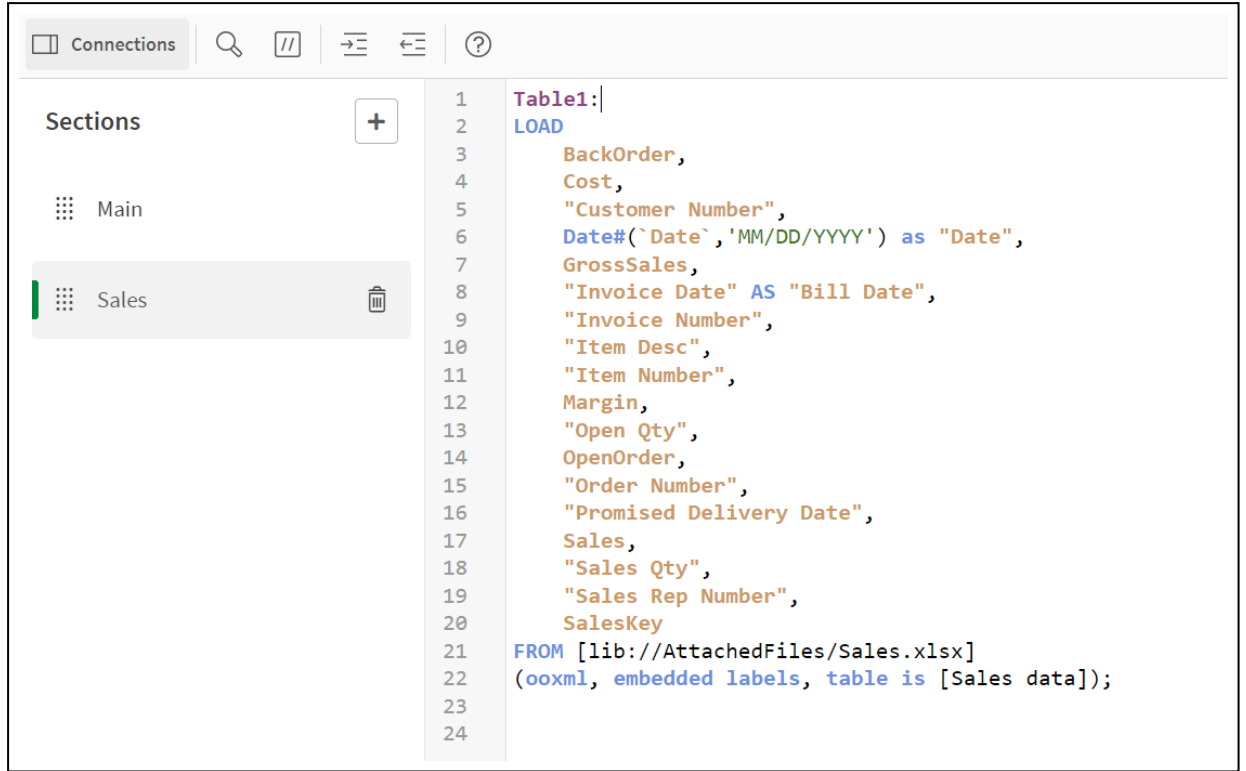 Connections
Sections
+
Main
Sales
1 Table1:
2 LOAD
3 BackOrder,
4 Cost,
5 "Customer Number",
6 Date#(`Date`,'MM/DD/YYYY') as "Date",
7 GrossSales,
8 "Invoice Date" AS "Bill Date",
9 "Invoice Number",
10 "Item Desc",
11 "Item Number",
12 Margin,
13 "Open Qty",
14 OpenOrder,
15 "Order Number",
16 "Promised Delivery Date",
17 Sales,
18 "Sales Qty",
19 "Sales Rep Number",
20 SalesKey
21 FROM [lib://AttachedFiles/Sales.xlsx]
22 (ooxml, embedded labels, table is [Sales data]);
23
24